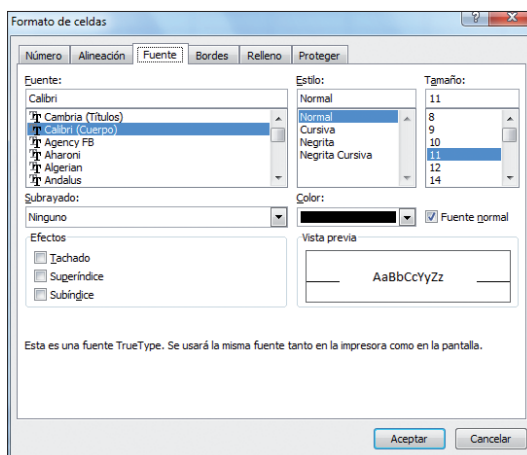 Formato de celdas
Número Alineación Fuente Bordes Relleno Proteger
Fuente: Estilo: Tamaño:
Calibri Normal 11
Cambria (Títulos) Normal 8
Calibri (Cuerpo) Cursiva 9
Agency FB Negrita 10
Aharoni Negrita Cursiva 11
Algerian 12
Andalus 14
Subrayado: Color:
Ninguno Fuente normal
Efectos Vista previa
Tachado
Superíndice AaBbCcYyZz
Subíndice
Esta es una fuente TrueType. Se usará la misma fuente tanto en la impresora como en la pantalla.
Aceptar Cancelar